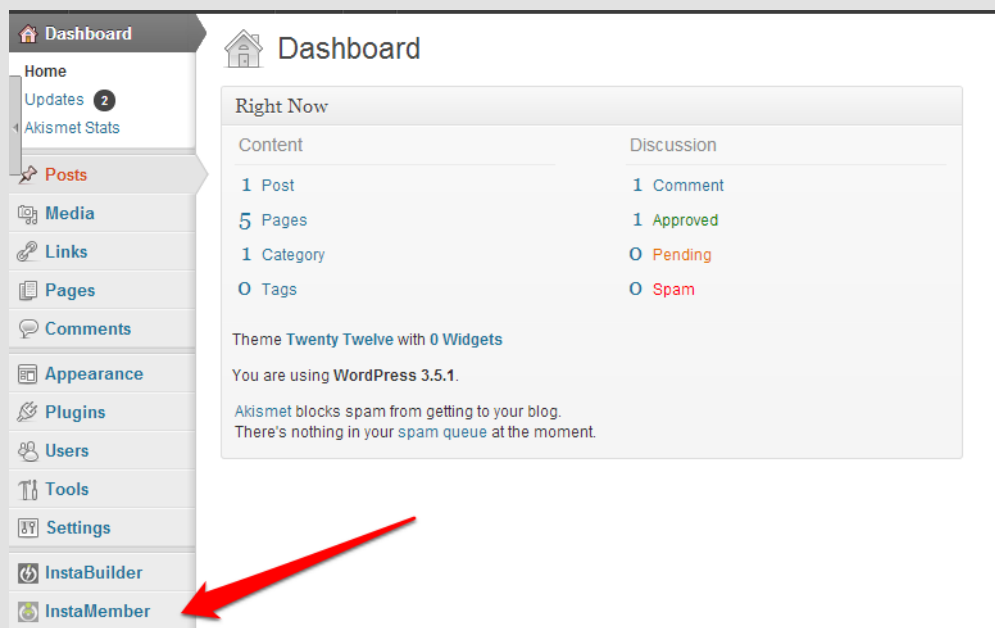 Dashboard
Home
Updates 2
Akismet Stats
Posts
Media
Links
Pages
Comments
Appearance
Plugins
Users
Tools
Settings
InstaBuilder
InstaMember
Dashboard
Right Now
Content
1 Post
5 Pages
1 Category
0 Tags
Discussion
1 Comment
1 Approved
0 Pending
0 Spam
Theme Twenty Twelve with 0 Widgets
You are using WordPress 3.5.1.
Akismet blocks spam from getting to your blog.
There's nothing in your spam queue at the moment.